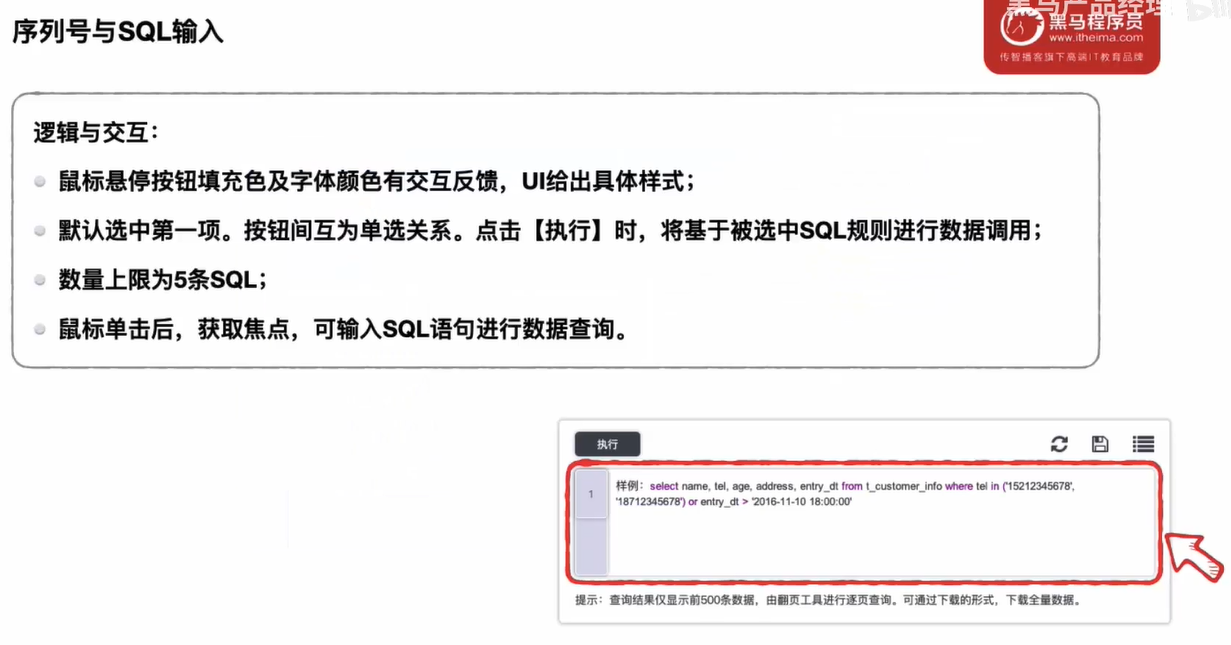 序列号与SQL输入
黑马产品经理
黑马程序员
www.itheima.com
传智播客旗下高端IT教育品牌
逻辑与交互：
鼠标悬停按钮填充色及字体颜色有交互反馈，UI给出具体样式；
默认选中第一项。按钮间互为单选关系。点击【执行】时，将基于被选中SQL规则进行数据调用；
数量上限为5条SQL；
鼠标单击后，获取焦点，可输入SQL语句进行数据查询。
执行
1
样例：select name, tel, age, address, entry_dt from t_customer_info where tel in ('15212345678',
'18712345678') or entry_dt > '2016-11-10 18:00:00'
提示：查询结果仅显示前500条数据，由翻页工具进行逐页查询。可通过下载的形式，下载全量数据。